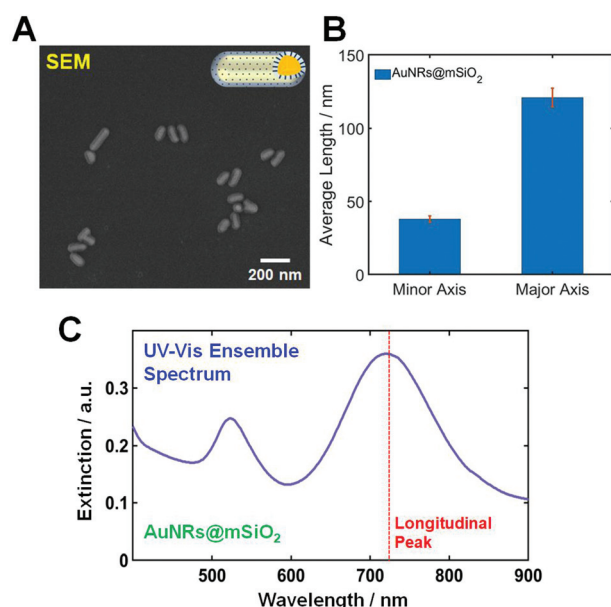 A
SEM
200 nm
B
150
100
50
0
Average Length / nm
AuNRs@mSiO₂
Minor Axis
Major Axis
C
UV-Vis Ensemble
Spectrum
0.3
0.2
0.1
0
Extinction / a.u.
AuNRs@mSiO₂
Longitudinal
Peak
500
600
700
800
900
Wavelength / nm